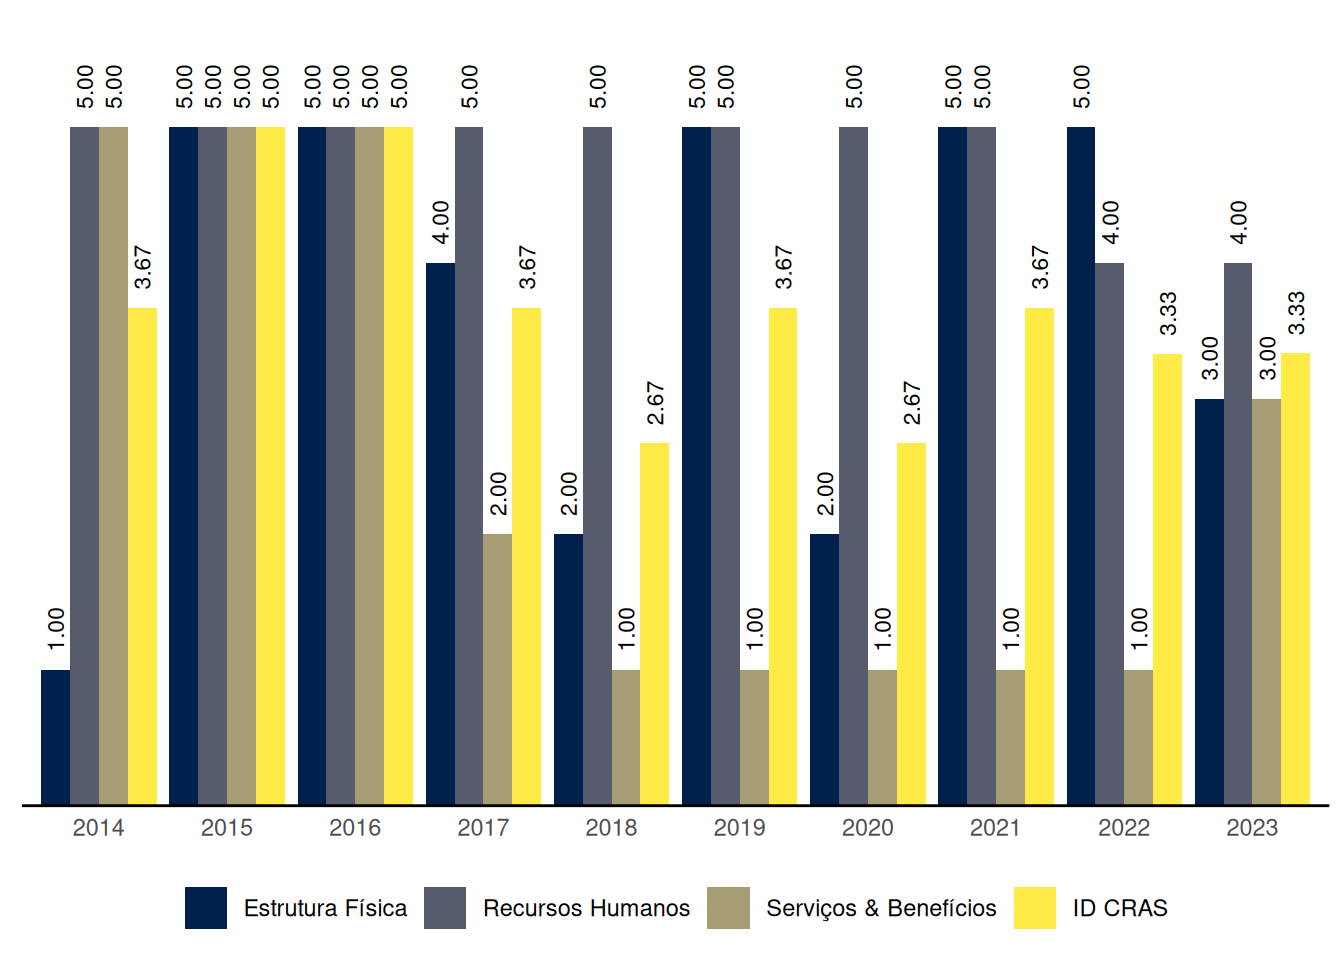 1.00 5.00 5.00 3.67 5.00 5.00 5.00 5.00 5.00 5.00 5.00 5.00 4.00 5.00 2.00 3.67 2.00 5.00 1.00 2.67 5.00 5.00 1.00 3.67 2.00 5.00 1.00 2.67 5.00 5.00 1.00 3.67 5.00 4.00 1.00 3.33 3.00 4.00 3.00 3.33
2014 2015 2016 2017 2018 2019 2020 2021 2022 2023
Estrutura Física Recursos Humanos Serviços & Benefícios ID CRAS